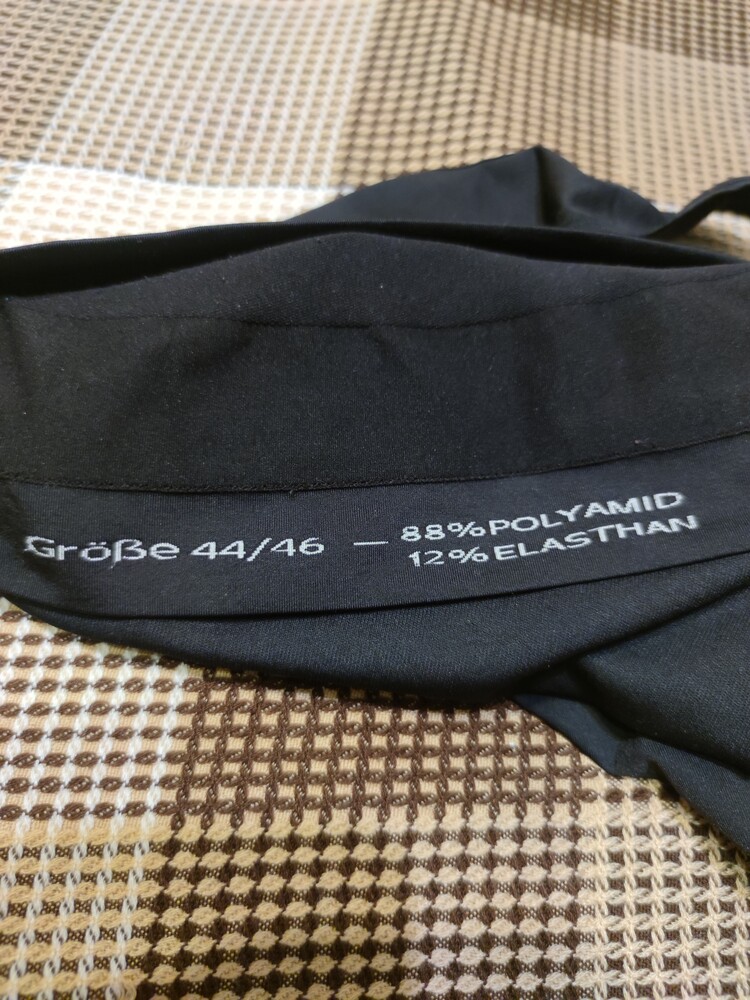 Größe 44/46 — 88%POLYAMID
12%ELASTHAN